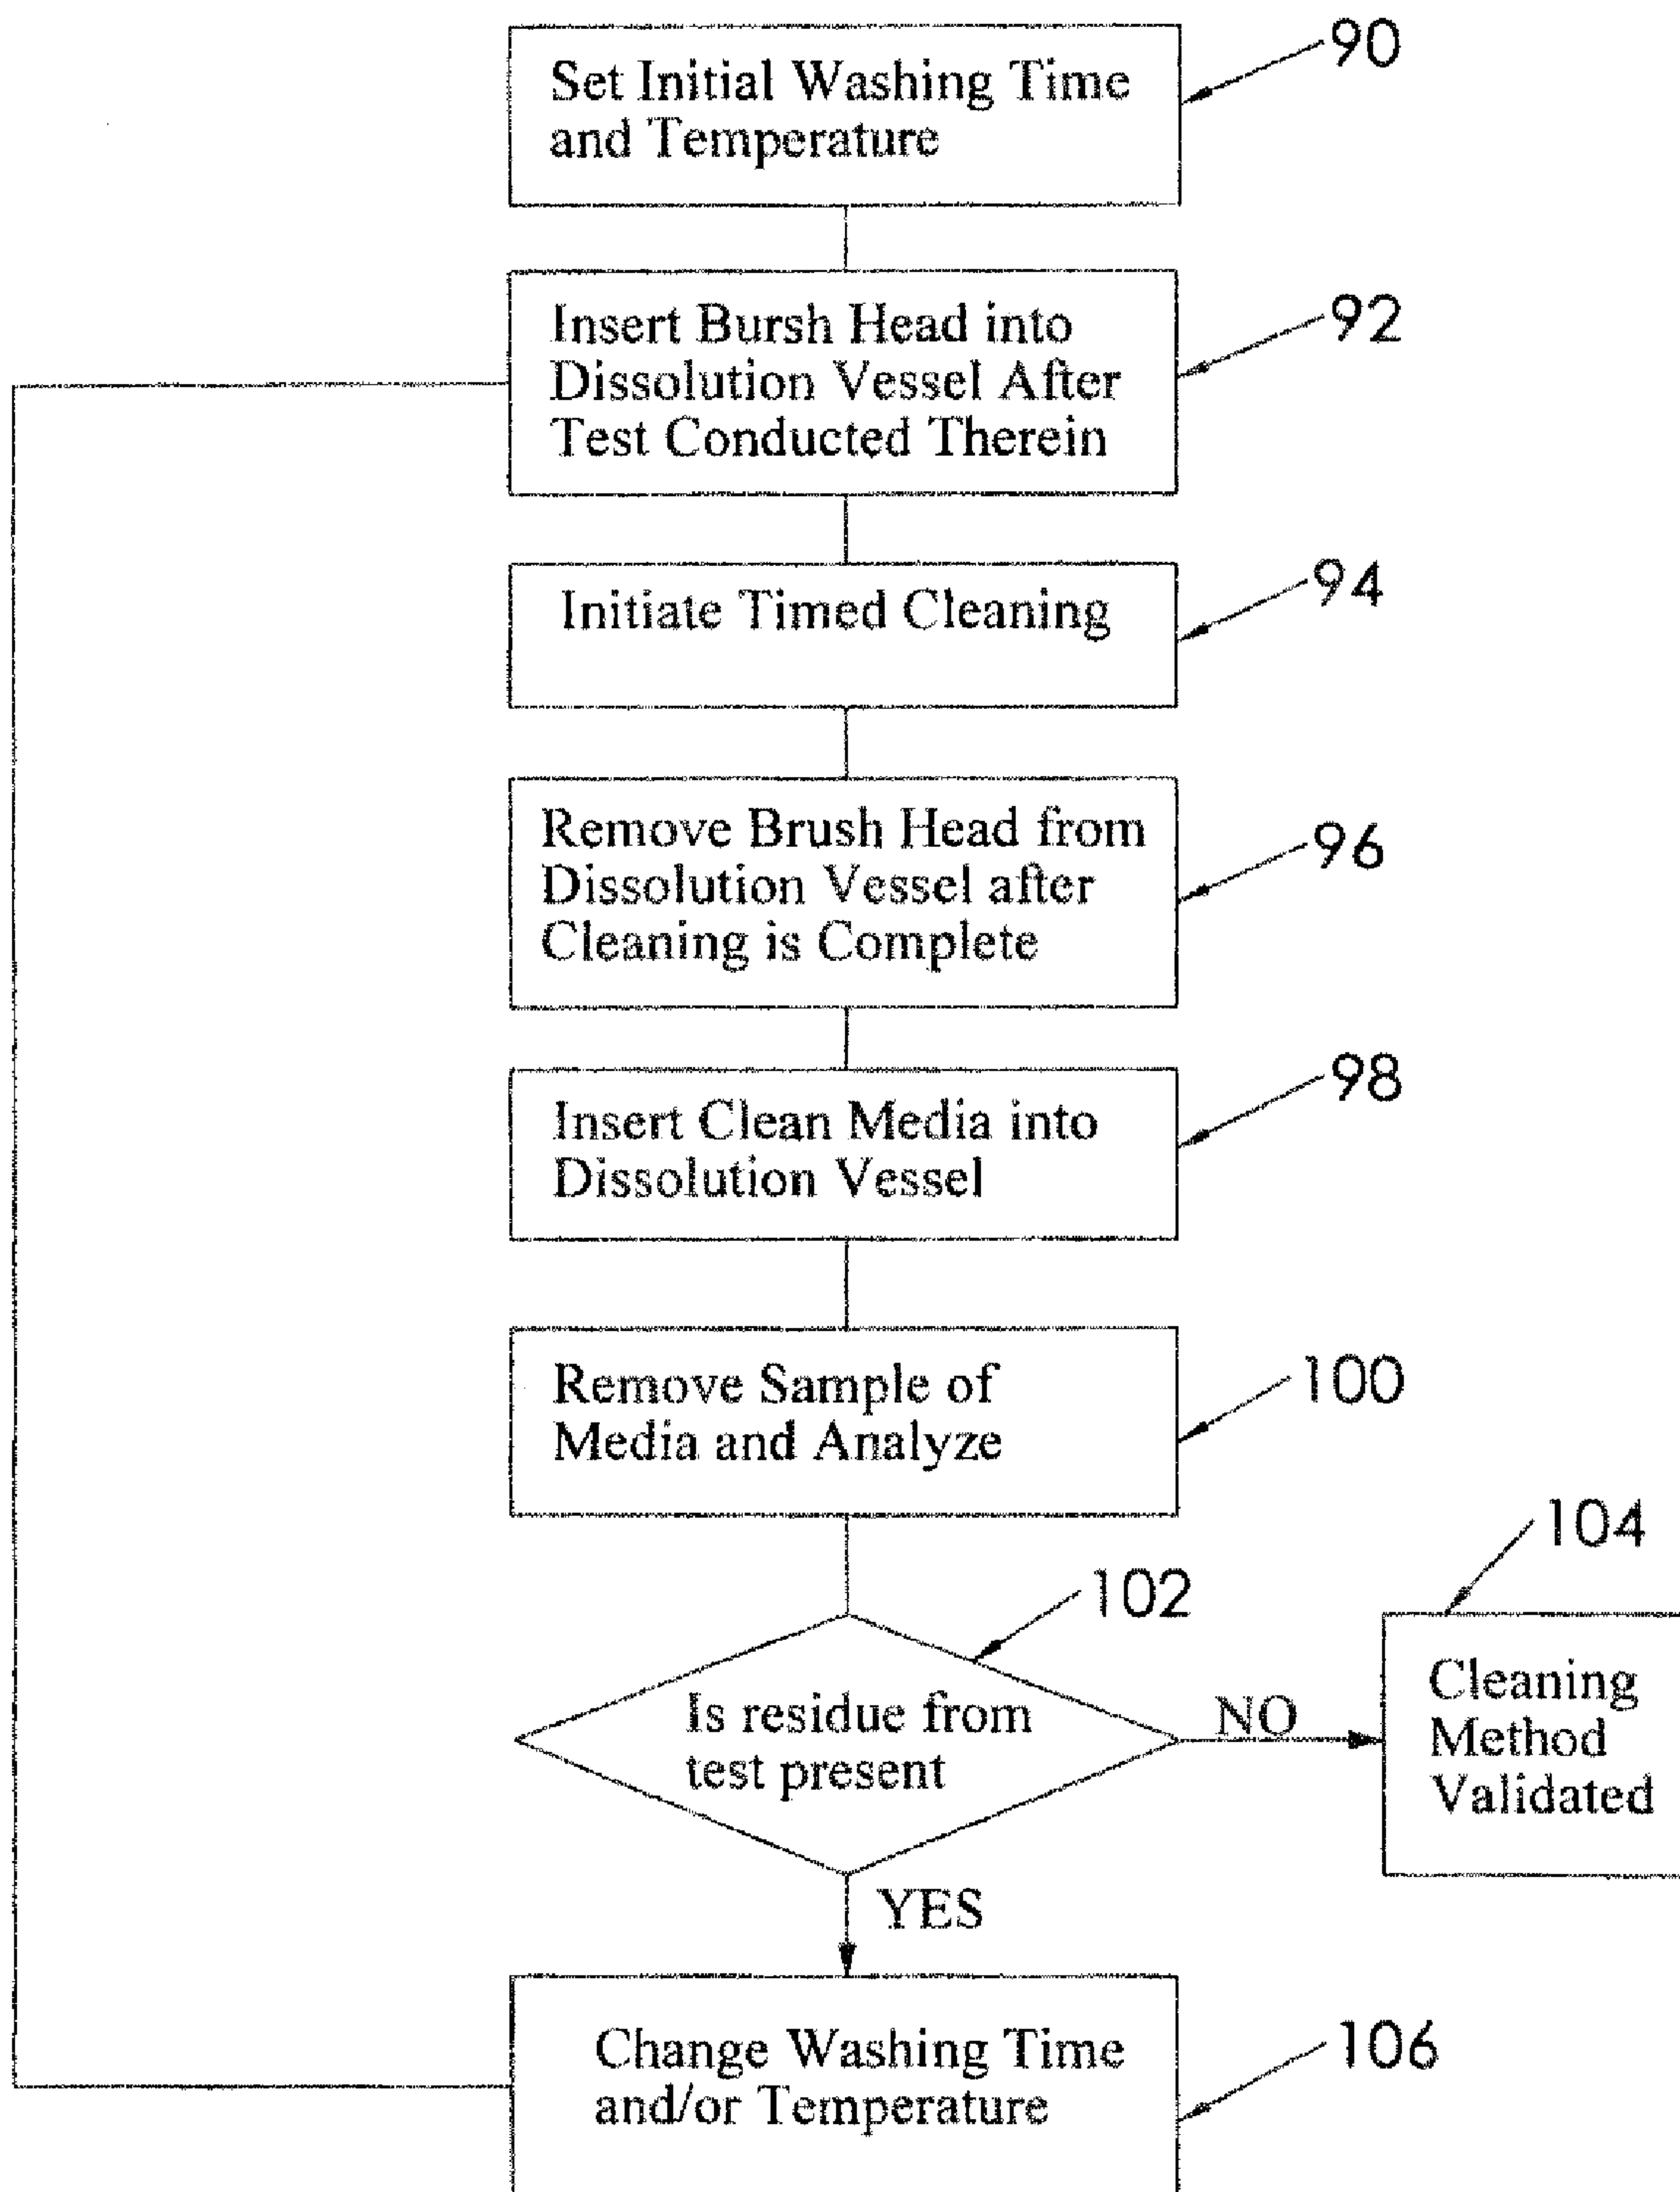 90
Set Initial Washing Time
and Temperature
92
Insert Bursh Head into
Dissolution Vessel After
Test Conducted Therein
94
Initiate Timed Cleaning
96
Remove Brush Head from
Dissolution Vessel after
Cleaning is Complete
98
Insert Clean Media into
Dissolution Vessel
100
Remove Sample of
Media and Analyze
102
Is residue from
test present
NO
104
Cleaning
Method
Validated
YES
106
Change Washing Time
and/or Temperature